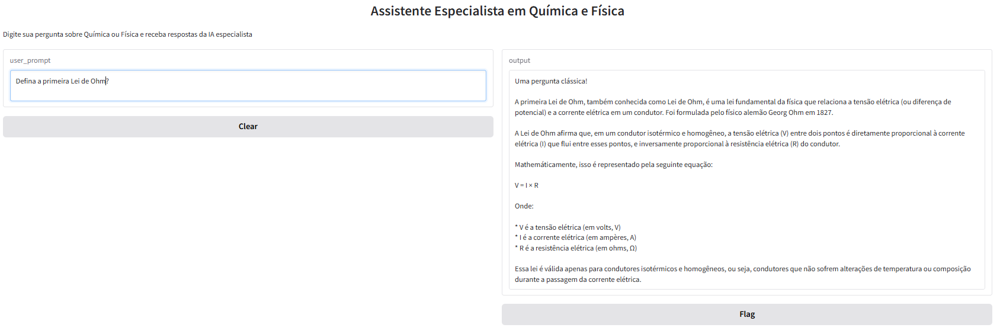 Assistente Especialista em Química e Física
Digite sua pergunta sobre Química ou Física e receba respostas da IA especialista
user_prompt
Defina a primeira Lei de Ohm?
Clear
output
Uma pergunta clássica!
A primeira Lei de Ohm, também conhecida como Lei de Ohm, é uma lei fundamental da física que relaciona a tensão elétrica (ou diferença de
potencial) e a corrente elétrica em um condutor. Foi formulada pelo físico alemão Georg Ohm em 1827.
A Lei de Ohm afirma que, em um condutor isotérmico e homogêneo, a tensão elétrica (V) entre dois pontos é diretamente proporcional à corrente
elétrica (I) que flui entre esses pontos, e inversamente proporcional à resistência elétrica (R) do condutor.
Mathemáticamente, isso é representado pela seguinte equação:
V = I × R
Onde:
* V é a tensão elétrica (em volts, V)
* I é a corrente elétrica (em ampères, A)
* R é a resistência elétrica (em ohms, Ω)
Essa lei é válida apenas para condutores isotérmicos e homogêneos, ou seja, condutores que não sofrem alterações de temperatura ou composição
durante a passagem da corrente elétrica.
Flag